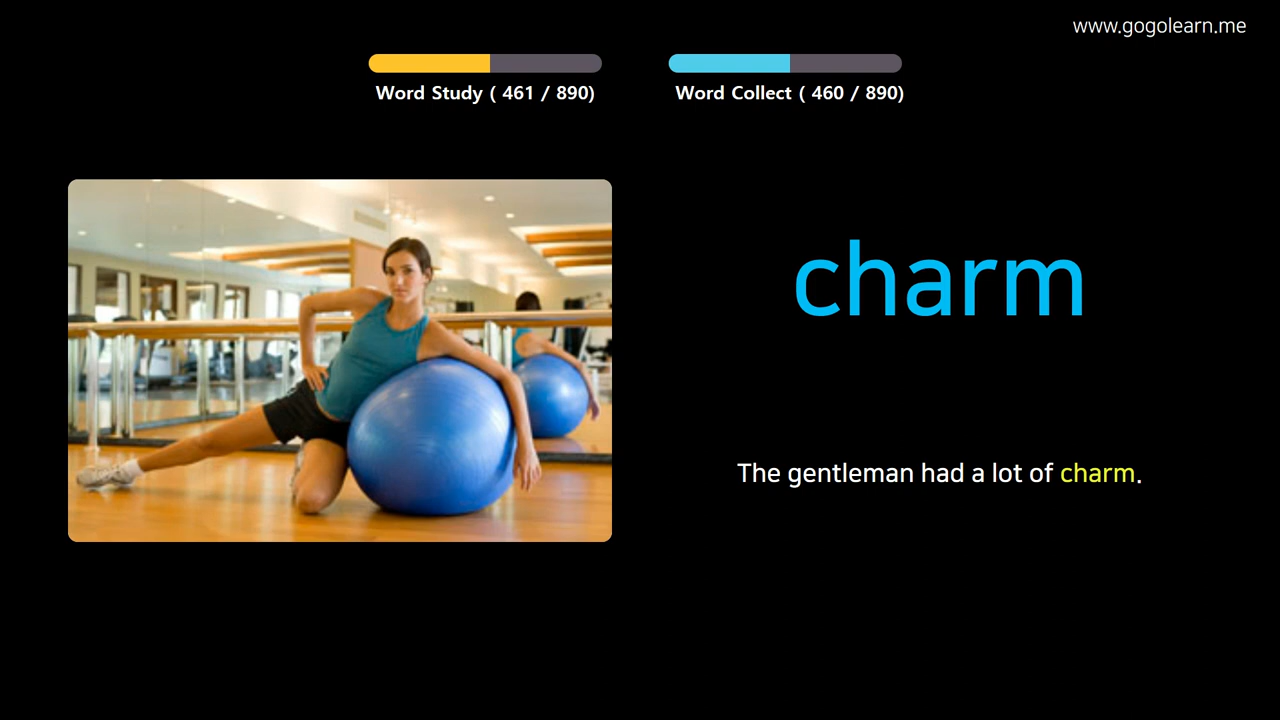 www.gogolearn.me
Word Study ( 461 / 890)
Word Collect ( 460 / 890)
charm
The gentleman had a lot of charm.